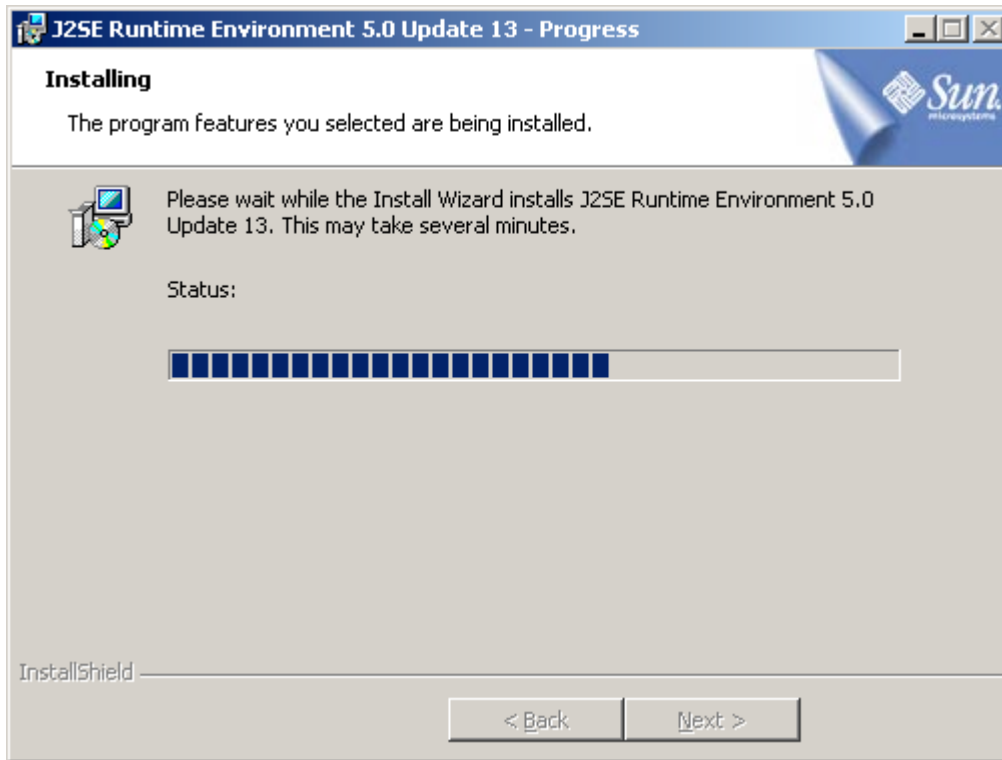 J2SE Runtime Environment 5.0 Update 13 - Progress
Installing
The program features you selected are being installed.
Sun
microsystems
Please wait while the Install Wizard installs J2SE Runtime Environment 5.0
Update 13. This may take several minutes.
Status:
InstallShield
< Back
Next >